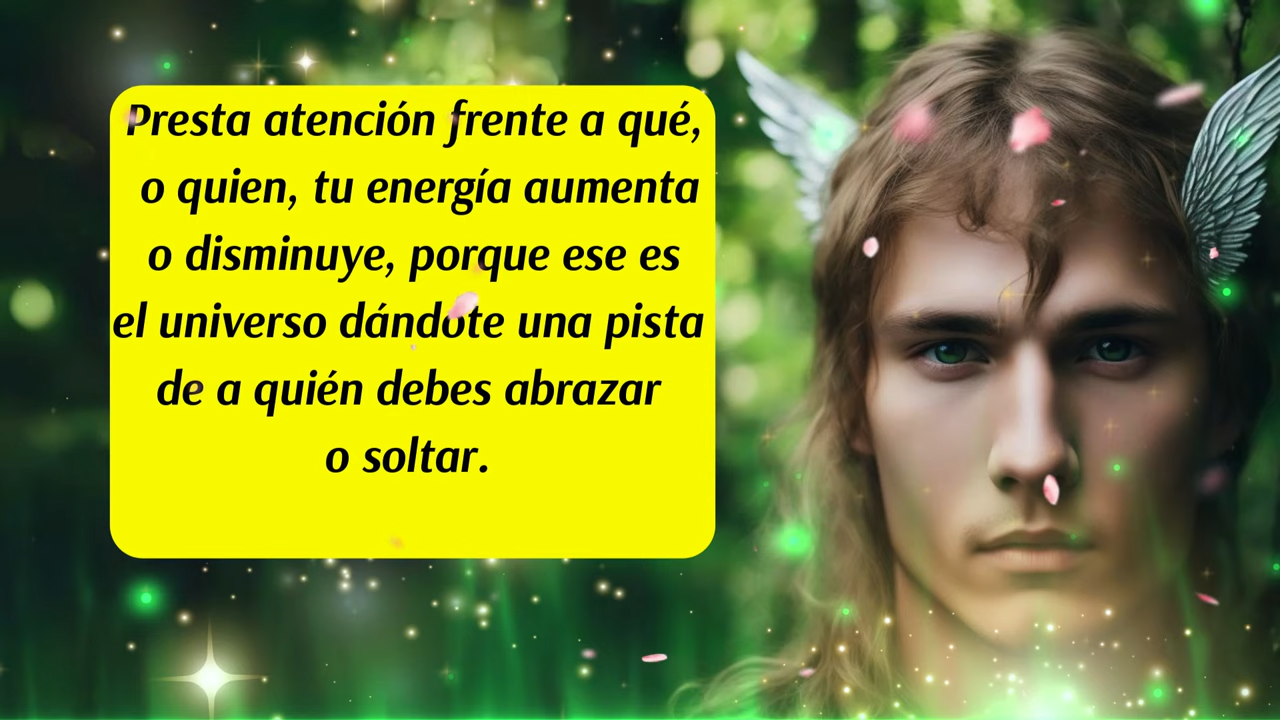 Presta atención frente a qué,
o quien, tu energía aumenta
o disminuye, porque ese es
el universo dándote una pista
de a quién debes abrazar
o soltar.